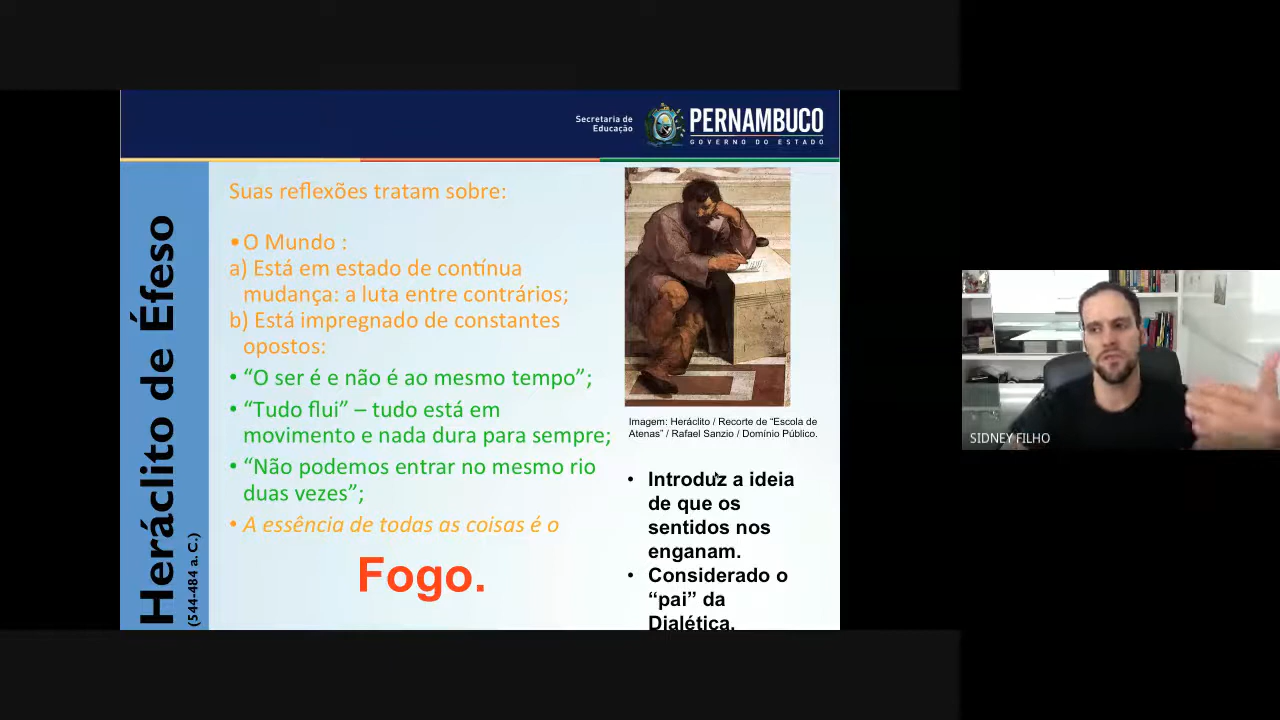 Secretaria de
Educação
PERNAMBUCO
GOVERNO DO ESTADO
Heráclito de Éfeso
(544-484 a. C.)
Suas reflexões tratam sobre:
• O Mundo :
a) Está em estado de contínua
mudança: a luta entre contrários;
b) Está impregnado de constantes
opostos:
• “O ser é e não é ao mesmo tempo”;
• “Tudo flui” – tudo está em
movimento e nada dura para sempre;
• “Não podemos entrar no mesmo rio
duas vezes”;
• A essência de todas as coisas é o
Fogo.
Imagem: Heráclito / Recorte de “Escola de
Atenas” / Rafael Sanzio / Domínio Público.
• Introduz a ideia
de que os
sentidos nos
enganam.
• Considerado o
“pai” da
Dialética.
SIDNEY FILHO